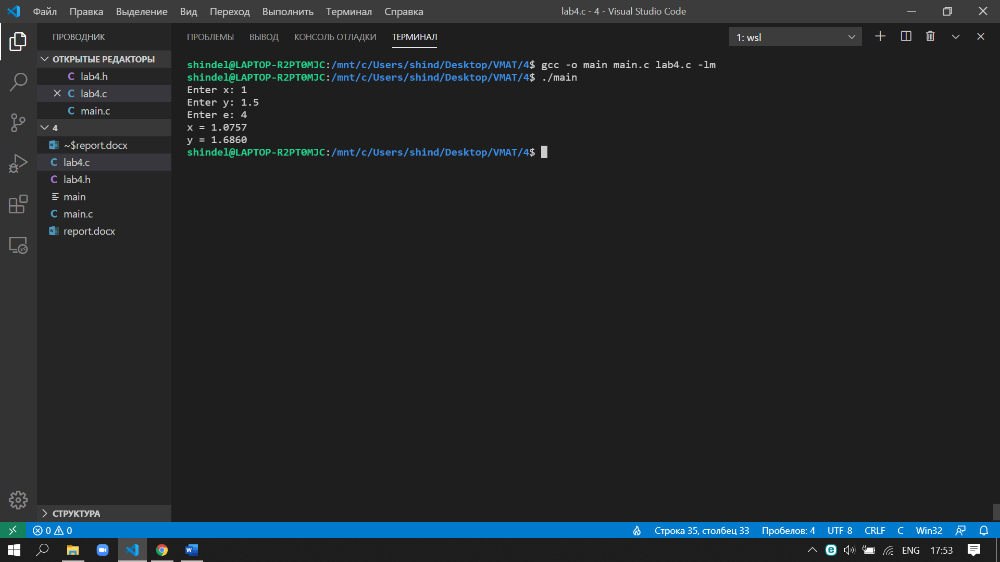 Файл Правка Выделение Вид Переход Выполнить Терминал Справка lab4.c - 4 - Visual Studio Code
ПРОВОДНИК
ОТКРЫТЫЕ РЕДАКТОРЫ
C lab4.h
C lab4.c
C main.c
4
~$report.docx
C lab4.c
C lab4.h
main
C main.c
report.docx
СТРУКТУРА
ПРОБЛЕМЫ ВЫВОД КОНСОЛЬ ОТЛАДКИ ТЕРМИНАЛ 1: wsl
shindel@LAPTOP-R2PT0MJC:/mnt/c/Users/shind/Desktop/VMAT/4$ gcc -o main main.c lab4.c -lm
shindel@LAPTOP-R2PT0MJC:/mnt/c/Users/shind/Desktop/VMAT/4$ ./main
Enter x: 1
Enter y: 1.5
Enter e: 4
x = 1.0757
y = 1.6860
shindel@LAPTOP-R2PT0MJC:/mnt/c/Users/shind/Desktop/VMAT/4$
0 0 Строка 35, столбец 33 Пробелов: 4 UTF-8 CRLF C Win32
ENG 17:53